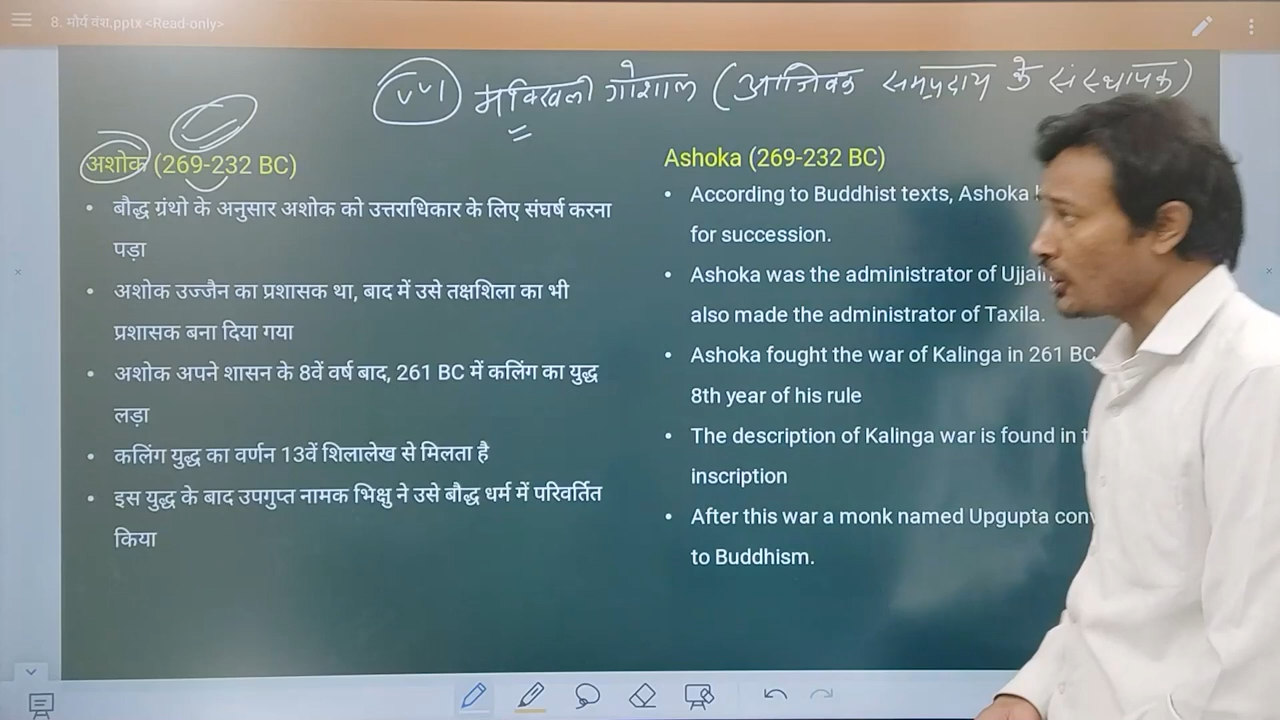 8. मौर्य वंश.pptx <Read-only>
VVI मक्खिली गोशाल (आजिवक सम्प्रदाय के संस्थापक)
अशोक (269-232 BC)
• बौद्ध ग्रंथो के अनुसार अशोक को उत्तराधिकार के लिए संघर्ष करना
पड़ा
• अशोक उज्जैन का प्रशासक था, बाद में उसे तक्षशिला का भी
प्रशासक बना दिया गया
• अशोक अपने शासन के 8वें वर्ष बाद, 261 BC में कलिंग का युद्ध
लड़ा
• कलिंग युद्ध का वर्णन 13वें शिलालेख से मिलता है
• इस युद्ध के बाद उपगुप्त नामक भिक्षु ने उसे बौद्ध धर्म में परिवर्तित
किया
Ashoka (269-232 BC)
• According to Buddhist texts, Ashoka
for succession.
• Ashoka was the administrator of Ujjain
also made the administrator of Taxila.
• Ashoka fought the war of Kalinga in 261 BC
8th year of his rule
• The description of Kalinga war is found in
inscription
• After this war a monk named Upgupta
to Buddhism.